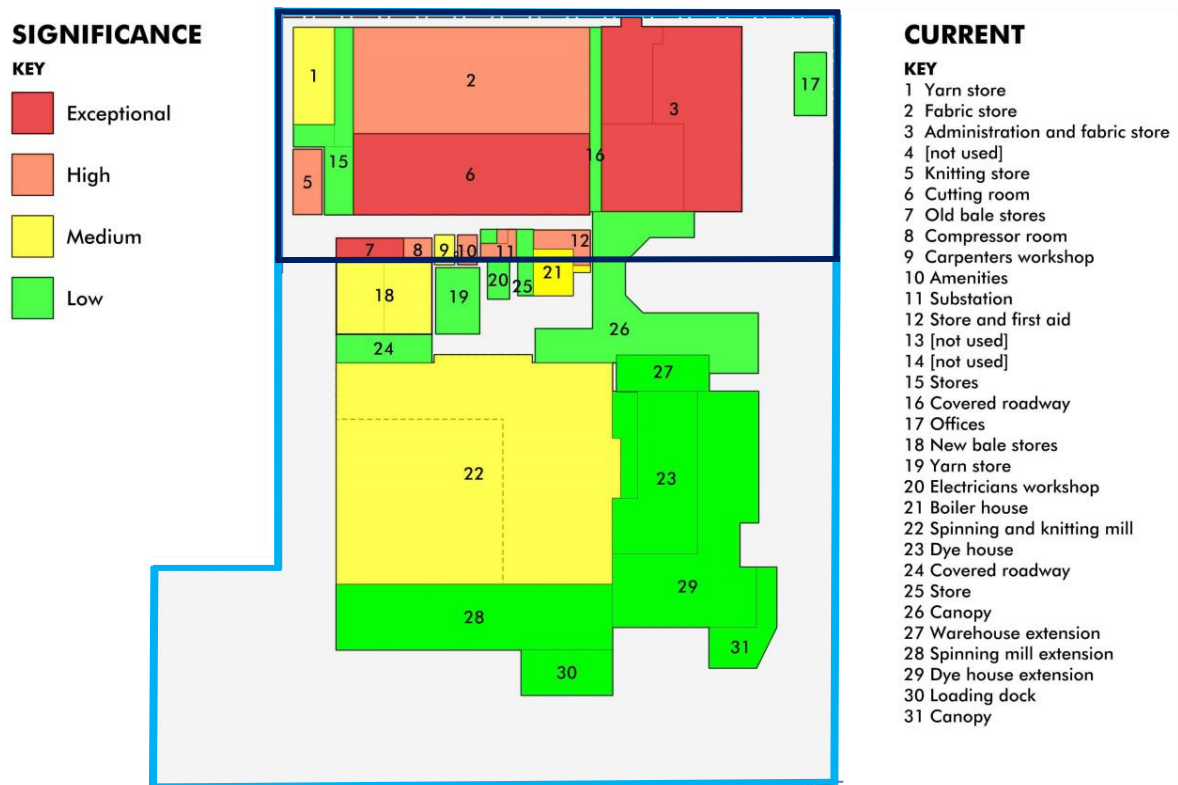 SIGNIFICANCE
KEY
Exceptional
High
Medium
Low
1
2
3
17
5
15
6
16
7
8
9
10
11
12
18
19
20
25
21
24
26
27
22
23
28
29
30
31
CURRENT
KEY
1 Yarn store
2 Fabric store
3 Administration and fabric store
4 [not used]
5 Knitting store
6 Cutting room
7 Old bale stores
8 Compressor room
9 Carpenters workshop
10 Amenities
11 Substation
12 Store and first aid
13 [not used]
14 [not used]
15 Stores
16 Covered roadway
17 Offices
18 New bale stores
19 Yarn store
20 Electricians workshop
21 Boiler house
22 Spinning and knitting mill
23 Dye house
24 Covered roadway
25 Store
26 Canopy
27 Warehouse extension
28 Spinning mill extension
29 Dye house extension
30 Loading dock
31 Canopy